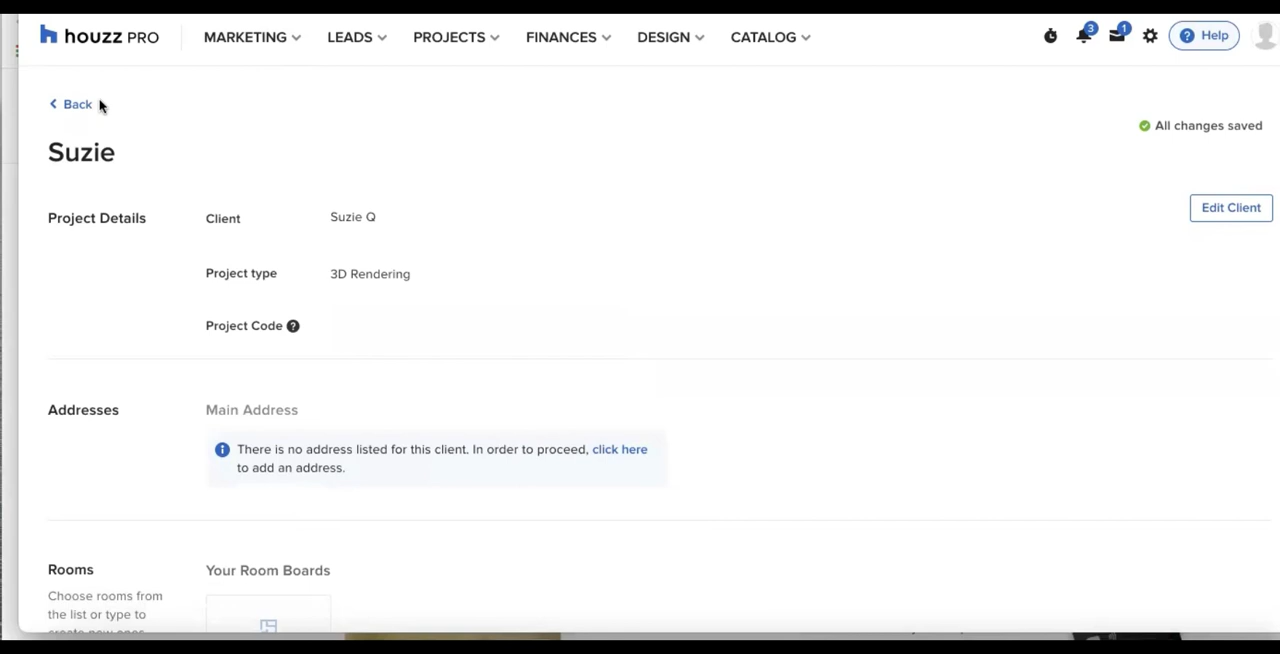 houzz PRO
MARKETING
LEADS
PROJECTS
FINANCES
DESIGN
CATALOG
3
1
? Help
Back
All changes saved
Suzie
Project Details
Client
Suzie Q
Edit Client
Project type
3D Rendering
Project Code ?
Addresses
Main Address
There is no address listed for this client. In order to proceed, click here
to add an address.
Rooms
Your Room Boards
Choose rooms from
the list or type to
create new ones